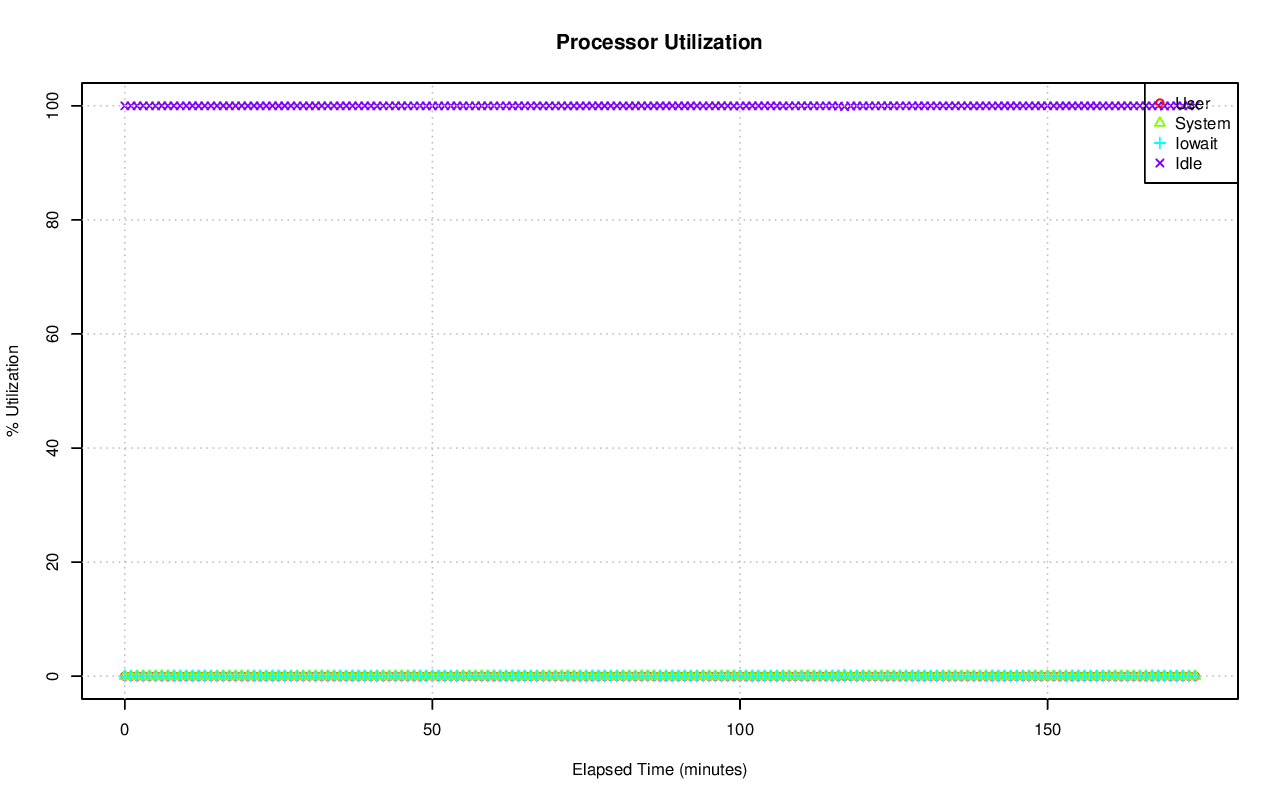 Processor Utilization
% Utilization
100
80
60
40
20
0
User
System
Iowait
Idle
0 50 100 150
Elapsed Time (minutes)